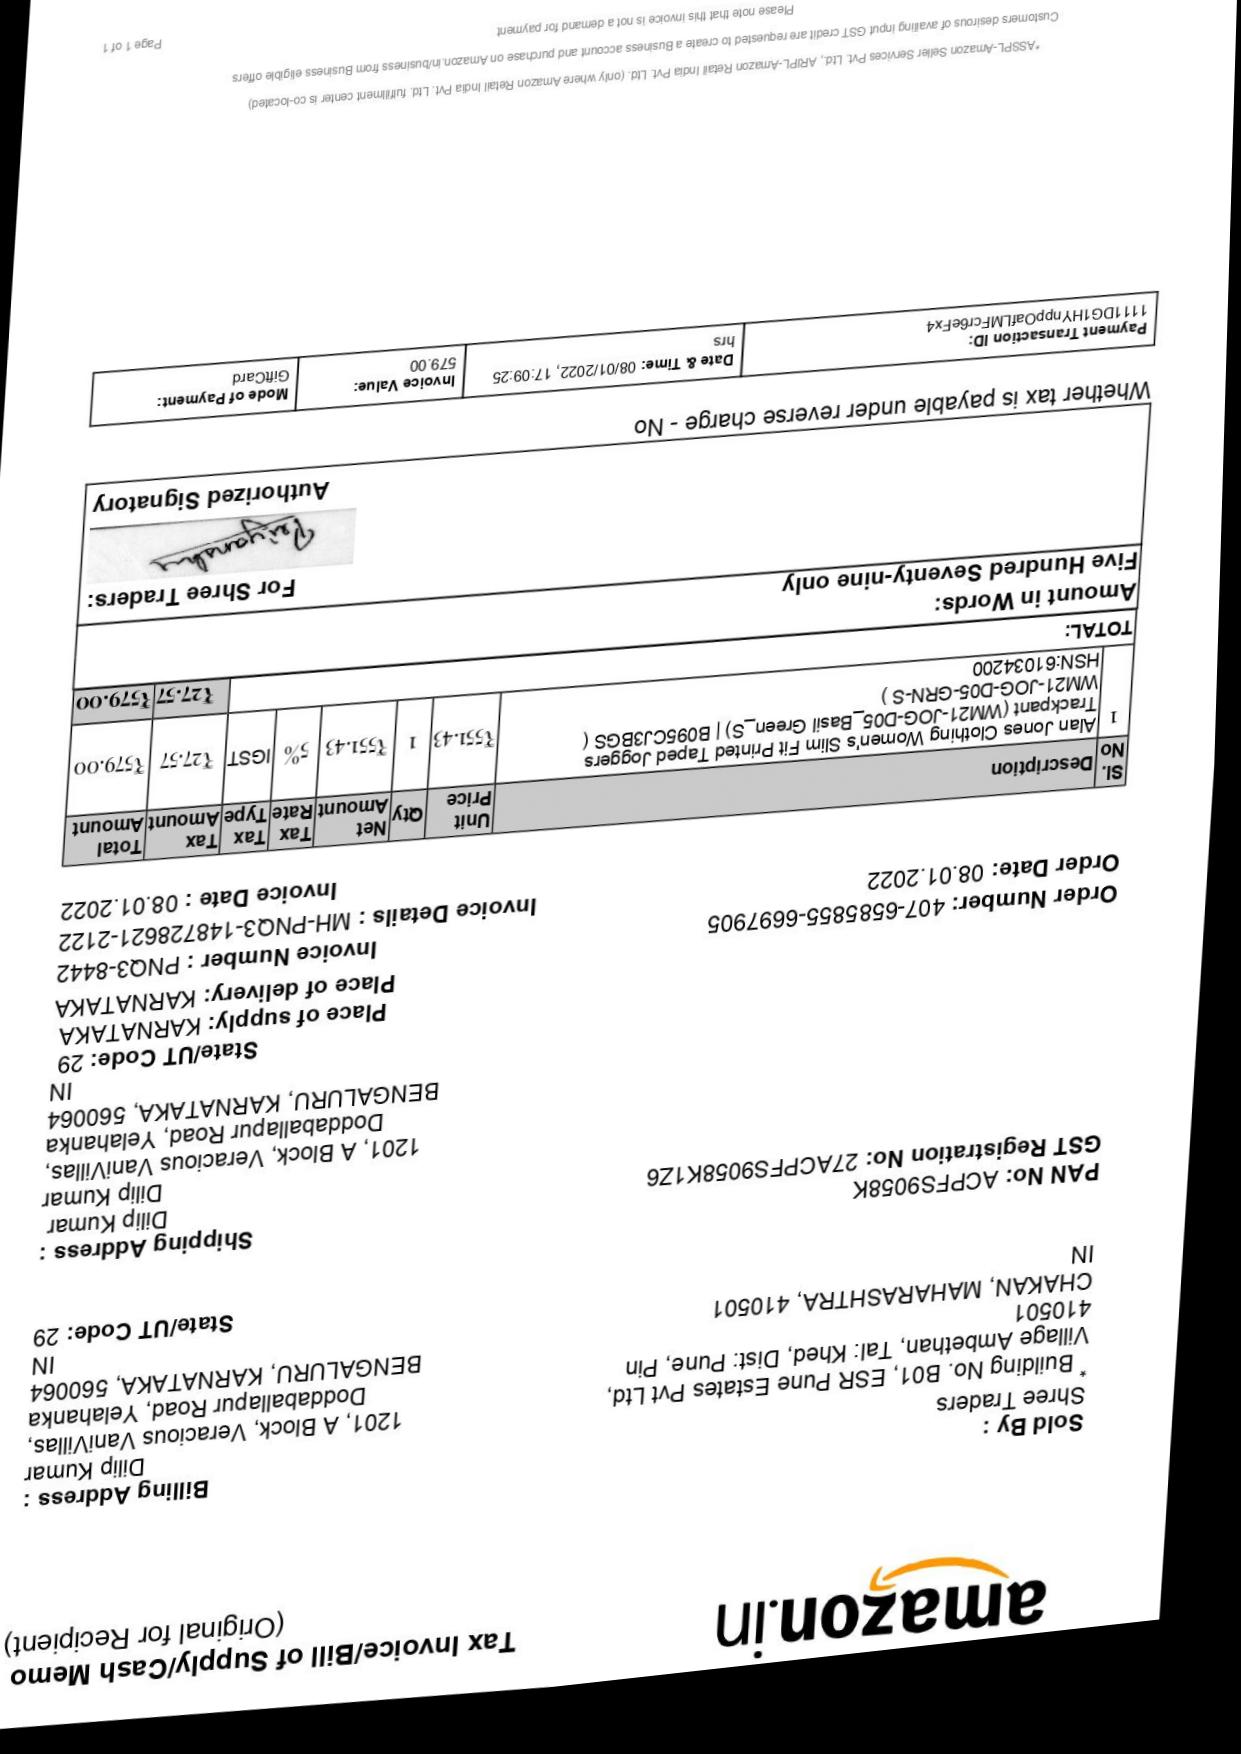 amazon.in
Tax Invoice/Bill of Supply/Cash Memo
(Original for Recipient)
Sold By :
Shree Traders
* Building No. B01, ESR Pune Estates Pvt Ltd,
Village Ambethan, Tal: Khed, Dist: Pune, Pin
410501
CHAKAN, MAHARASHTRA, 410501
IN
Billing Address :
Dilip Kumar
1201, A Block, Veracious VaniVillas,
Doddaballapur Road, Yelahanka
BENGALURU, KARNATAKA, 560064
IN
State/UT Code: 29
PAN No: ACPFS9058K
GST Registration No: 27ACPFS9058K1Z6
Shipping Address :
Dilip Kumar
Dilip Kumar
1201, A Block, Veracious VaniVillas,
Doddaballapur Road, Yelahanka
BENGALURU, KARNATAKA, 560064
IN
State/UT Code: 29
Place of supply: KARNATAKA
Place of delivery: KARNATAKA
Order Number: 407-6585855-6697905
Order Date: 08.01.2022
Invoice Number : PNQ3-8442
Invoice Details : MH-PNQ3-148728621-2122
Invoice Date : 08.01.2022
Sl. No Description Unit Price Qty Net Amount Tax Rate Tax Type Tax Amount Total Amount
1 Alan Jones Clothing Women's Slim Fit Printed Taped Joggers ₹551.43 1 ₹551.43 5% IGST ₹27.57 ₹579.00
Trackpant (WM21-JOG-D05_Basil Green_S) | B095CJ3BGS (
WM21-JOG-D05-GRN-S )
HSN:61034200
TOTAL: ₹27.57 ₹579.00
Amount in Words:
Five Hundred Seventy-nine only
For Shree Traders:
Priyanshu
Authorized Signatory
Whether tax is payable under reverse charge - No
Payment Transaction ID: Date & Time: 08/01/2022, 17:09:25 Invoice Value: Mode of Payment:
1111DG1HYnppOafLMFcr6eFx4 hrs 579.00 GiftCard
*ASSPL-Amazon Seller Services Pvt. Ltd., ARIPL-Amazon Retail India Pvt. Ltd. (only where Amazon Retail India Pvt. Ltd. fulfillment center is co-located)
Customers desirous of availing input GST credit are requested to create a Business account and purchase on Amazon.in/business from Business eligible offers
Please note that this invoice is not a demand for payment
Page 1 of 1